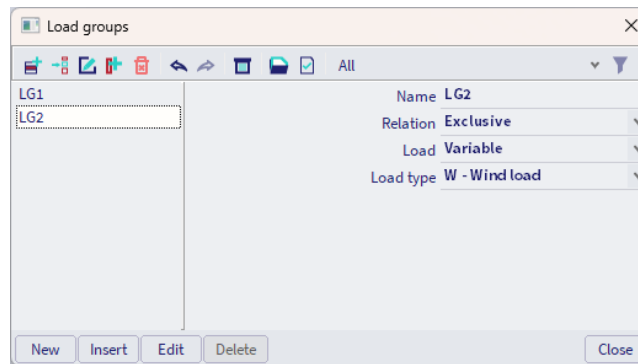 Load groups
All
LG1
LG2
Name LG2
Relation Exclusive
Load Variable
Load type W - Wind load
New Insert Edit Delete Close